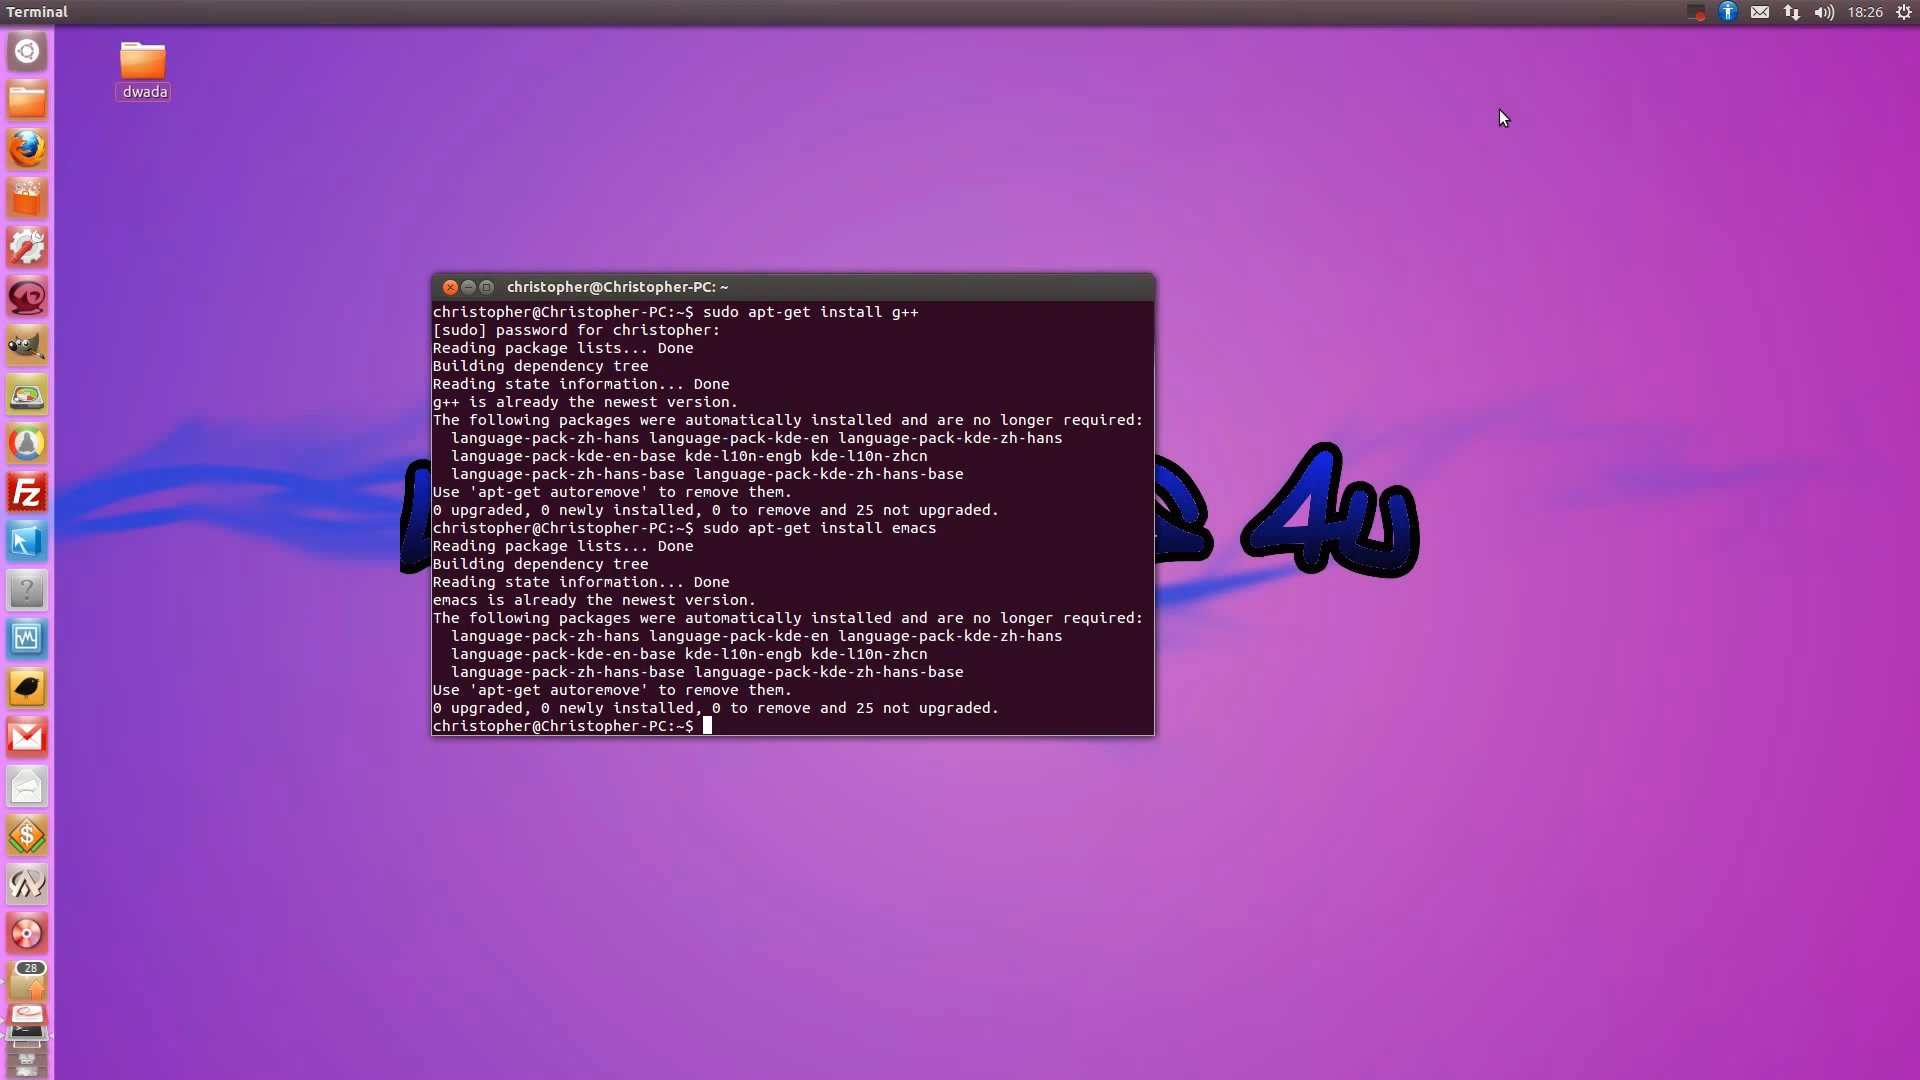 Terminal
18:26
dwada
christopher@Christopher-PC: ~
christopher@Christopher-PC:~$ sudo apt-get install g++
[sudo] password for christopher:
Reading package lists... Done
Building dependency tree
Reading state information... Done
g++ is already the newest version.
The following packages were automatically installed and are no longer required:
  language-pack-zh-hans language-pack-kde-en language-pack-kde-zh-hans
  language-pack-kde-en-base kde-l10n-engb kde-l10n-zhcn
  language-pack-zh-hans-base language-pack-kde-zh-hans-base
Use 'apt-get autoremove' to remove them.
0 upgraded, 0 newly installed, 0 to remove and 25 not upgraded.
christopher@Christopher-PC:~$ sudo apt-get install emacs
Reading package lists... Done
Building dependency tree
Reading state information... Done
emacs is already the newest version.
The following packages were automatically installed and are no longer required:
  language-pack-zh-hans language-pack-kde-en language-pack-kde-zh-hans
  language-pack-kde-en-base kde-l10n-engb kde-l10n-zhcn
  language-pack-zh-hans-base language-pack-kde-zh-hans-base
Use 'apt-get autoremove' to remove them.
0 upgraded, 0 newly installed, 0 to remove and 25 not upgraded.
christopher@Christopher-PC:~$
4U
Fz
28